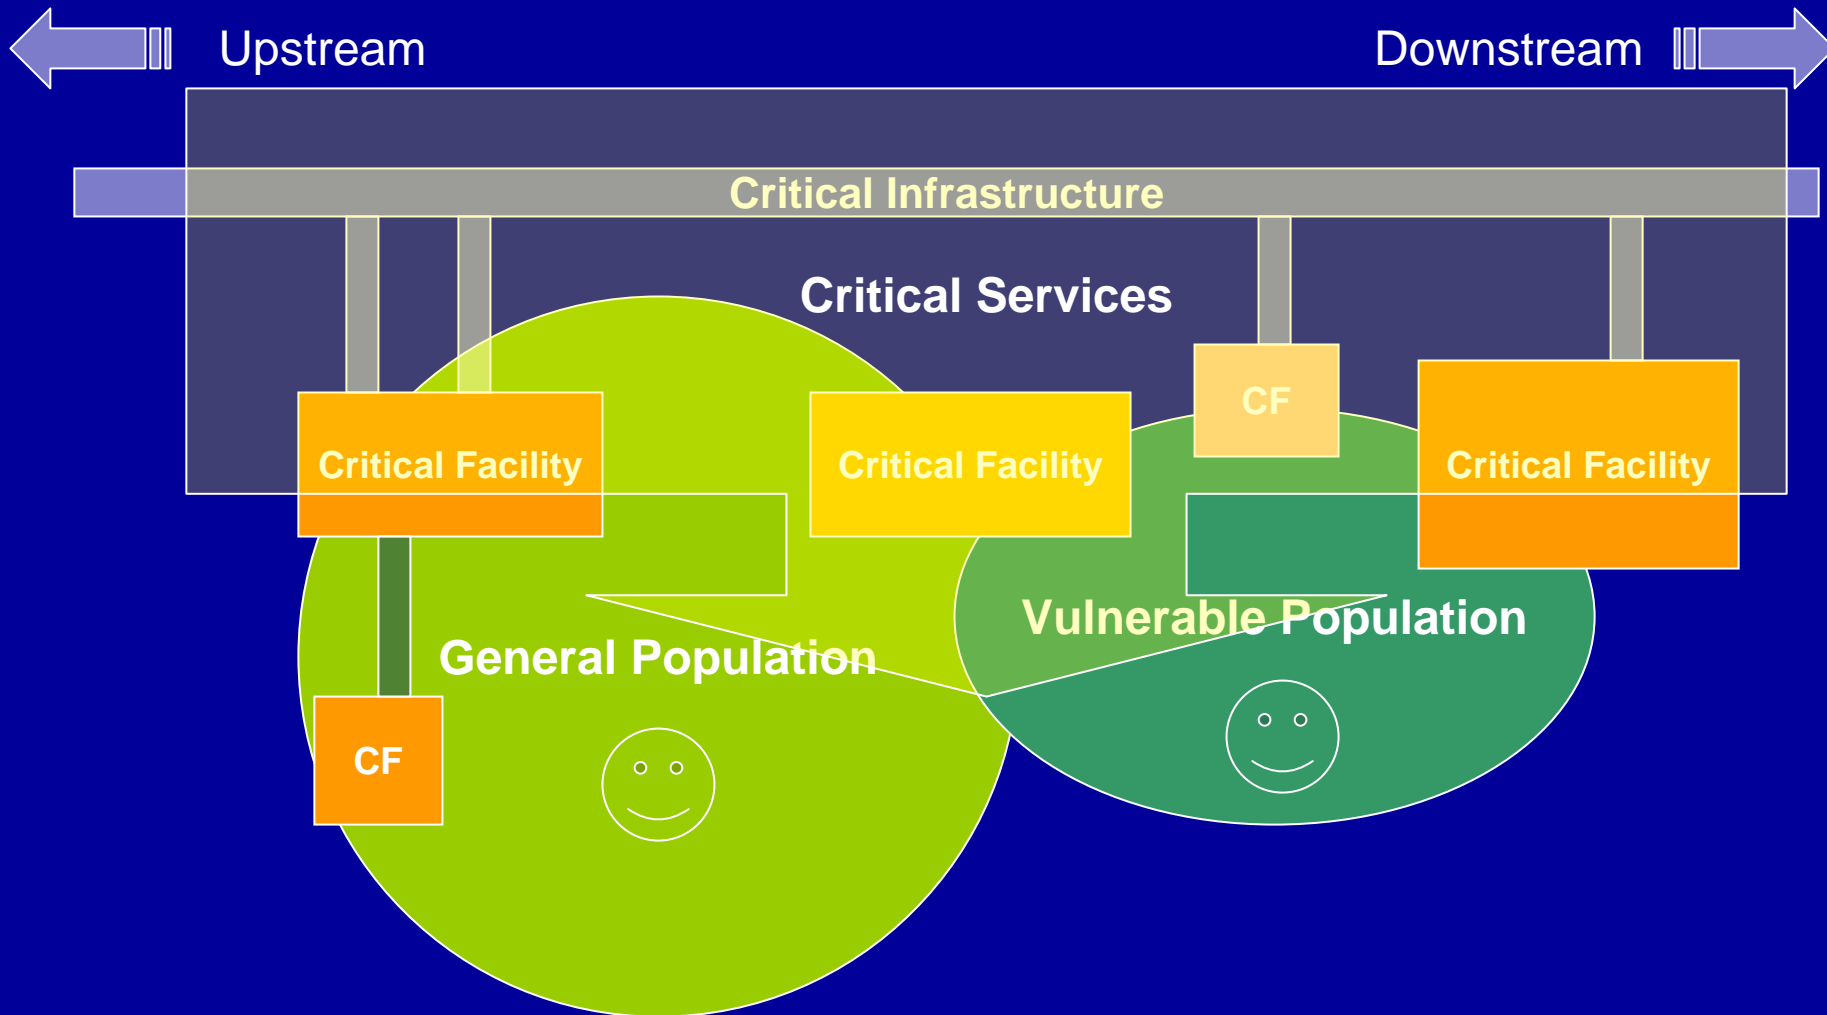 Upstream
Downstream
Critical Infrastructure
Critical Services
CF
Critical Facility
Critical Facility
Critical Facility
Vulnerable Population
General Population
CF